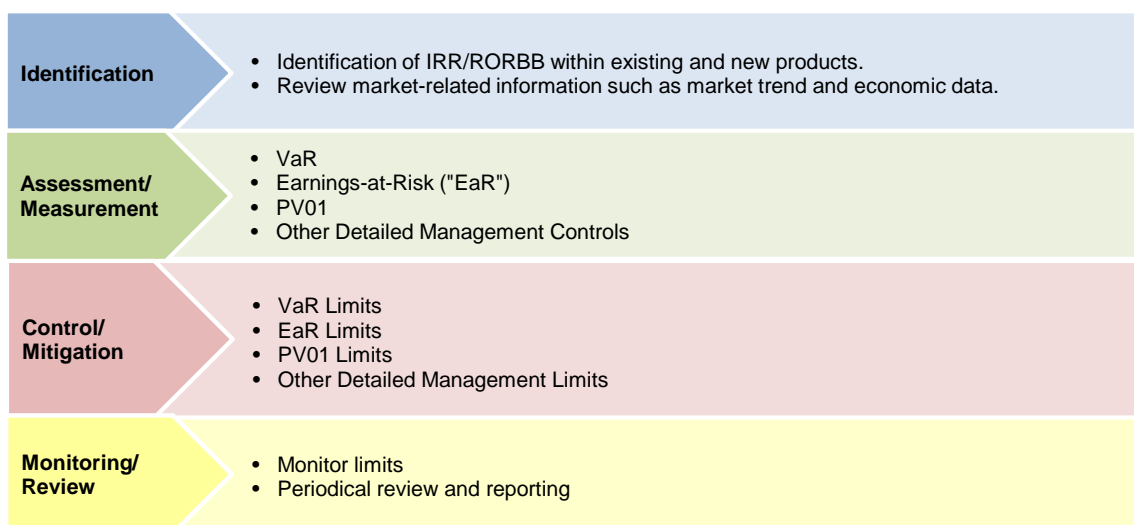 Identification
• Identification of IRR/RORBB within existing and new products.
• Review market-related information such as market trend and economic data.
Assessment/
Measurement
• VaR
• Earnings-at-Risk ("EaR")
• PV01
• Other Detailed Management Controls
Control/
Mitigation
• VaR Limits
• EaR Limits
• PV01 Limits
• Other Detailed Management Limits
Monitoring/
Review
• Monitor limits
• Periodical review and reporting